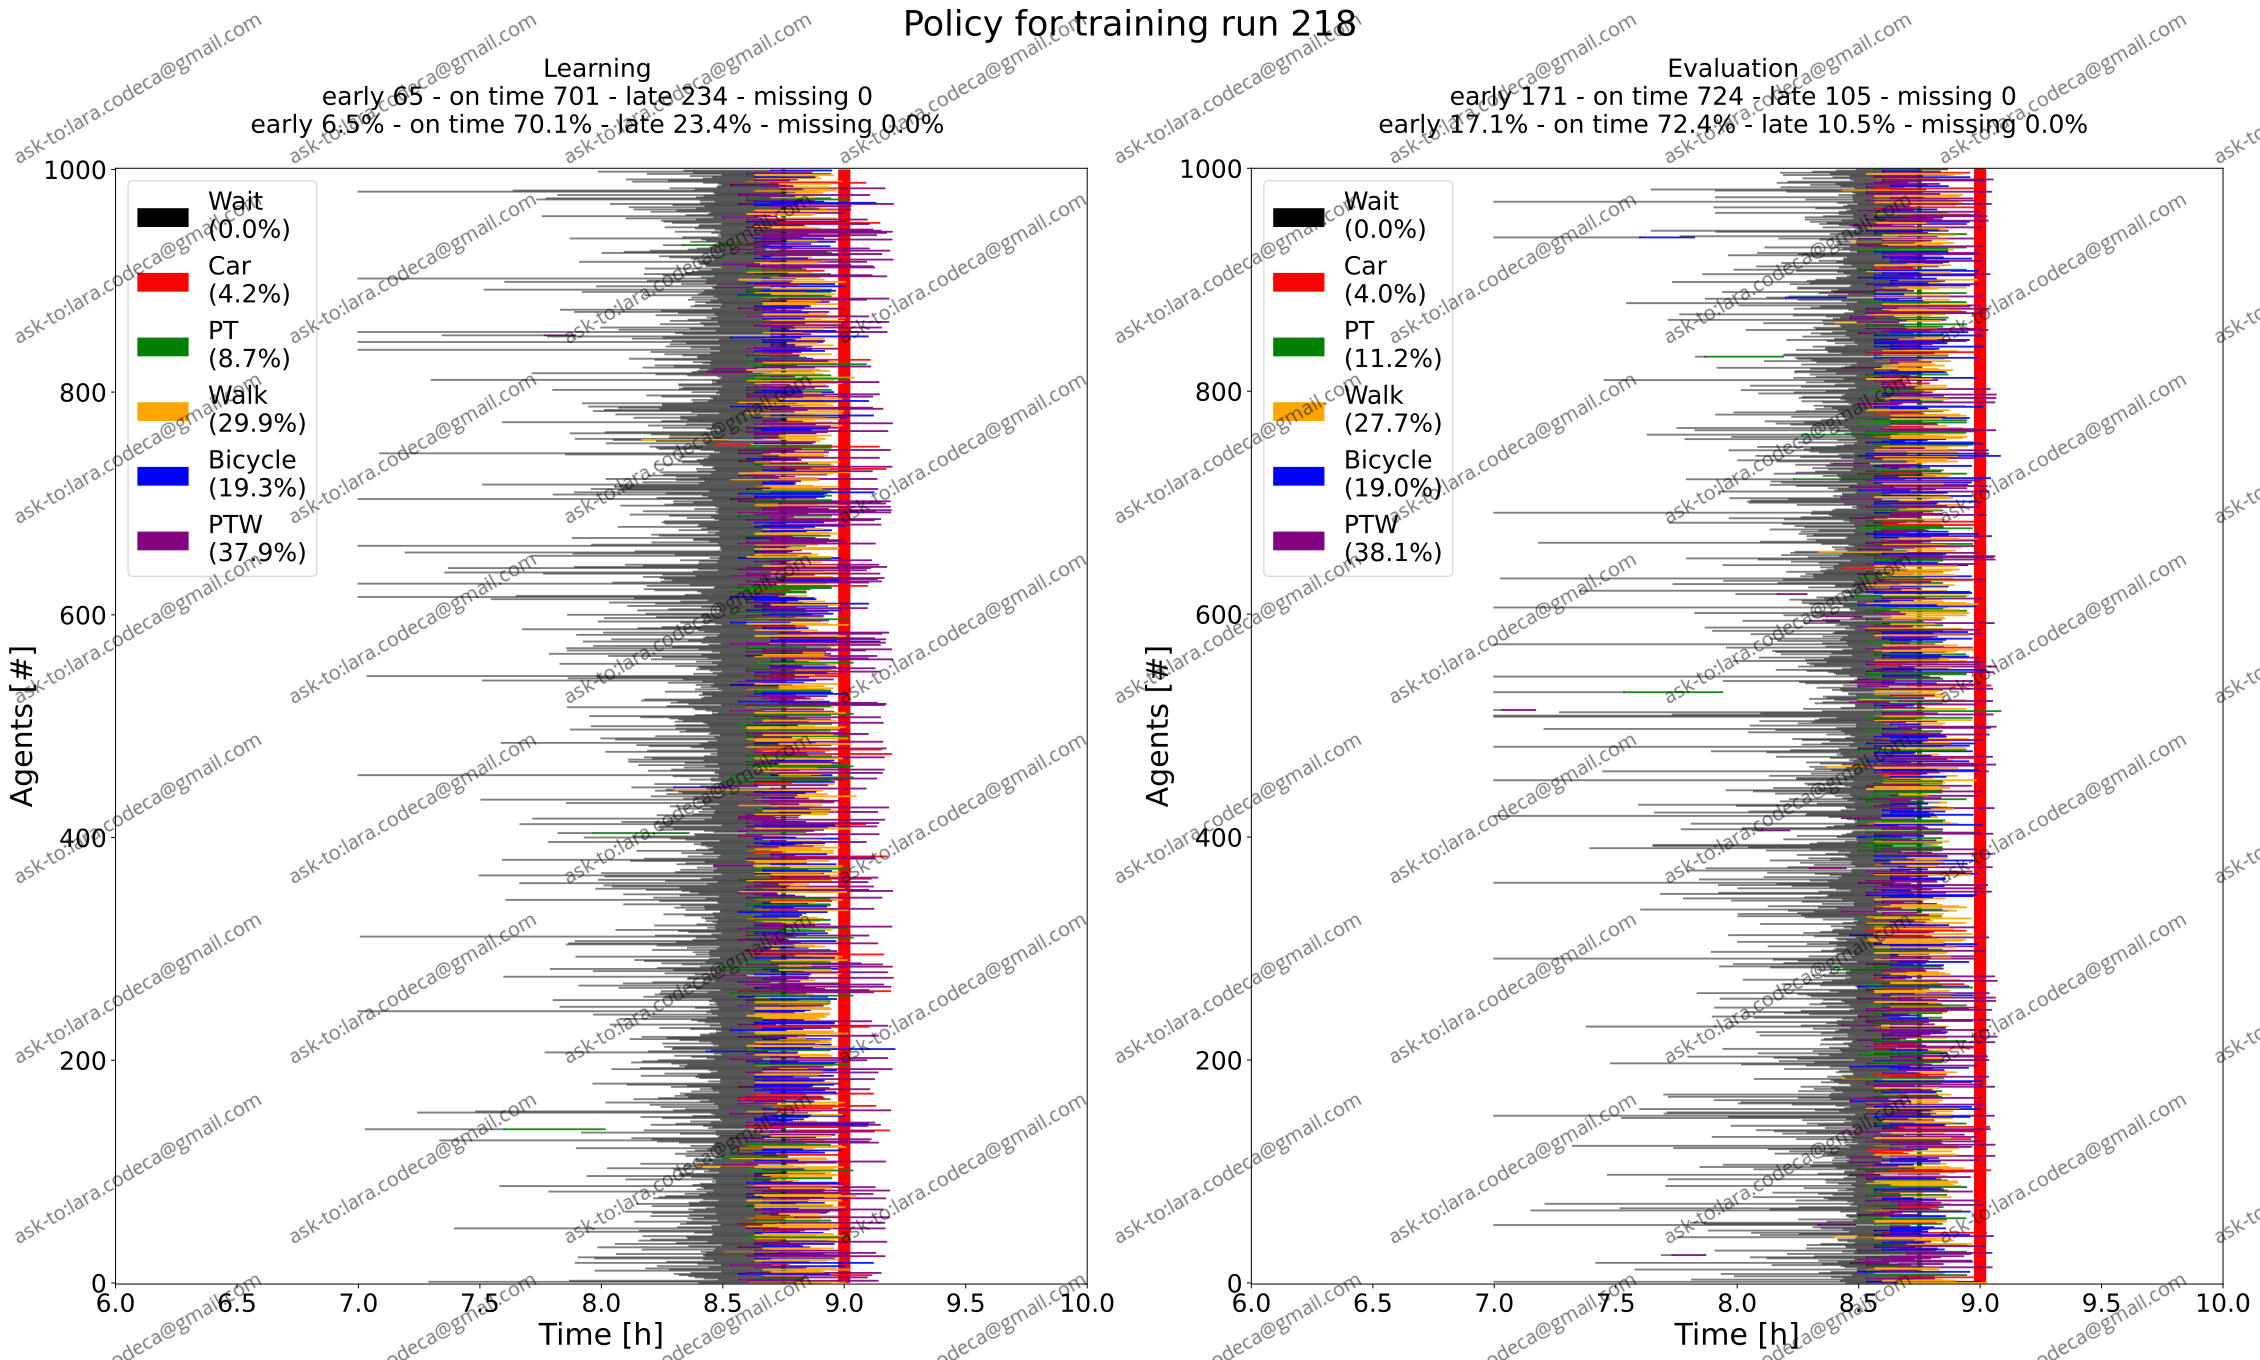 Policy for training run 218
Learning
early 65 - on time 701 - late 234 - missing 0
early 6.5% - on time 70.1% - late 23.4% - missing 0.0%
Evaluation
early 171 - on time 724 - late 105 - missing 0
early 17.1% - on time 72.4% - late 10.5% - missing 0.0%
1000
800
600
400
200
0
Agents [#]
Wait
(0.0%)
Car
(4.2%)
PT
(8.7%)
Walk
(29.9%)
Bicycle
(19.3%)
PTW
(37.9%)
6.0 6.5 7.0 7.5 8.0 8.5 9.0 9.5 10.0
Time [h]
1000
800
600
400
200
0
Agents [#]
Wait
(0.0%)
Car
(4.0%)
PT
(11.2%)
Walk
(27.7%)
Bicycle
(19.0%)
PTW
(38.1%)
6.0 6.5 7.0 7.5 8.0 8.5 9.0 9.5 10.0
Time [h]
ask-to:lara.codeca@gmail.com